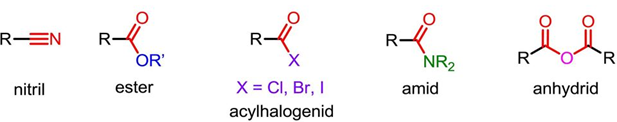 R N
nitril
R O OR'
ester
R O X
X = Cl, Br, I
acylhalogenid
R O NR2
amid
R O O O R
anhydrid